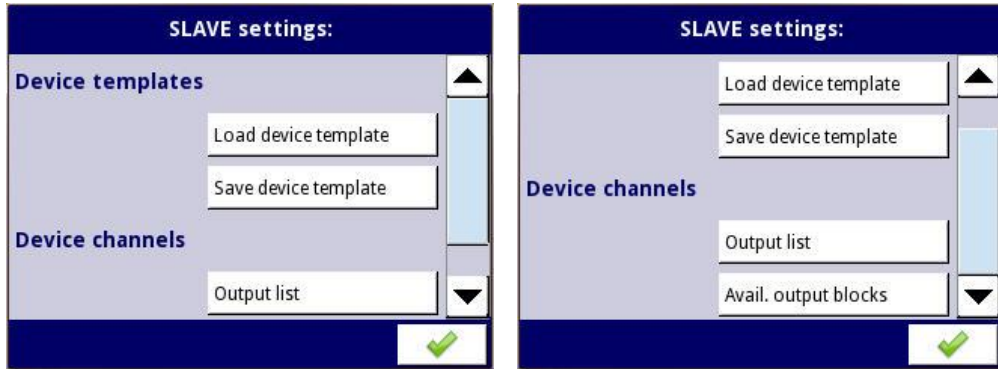 SLAVE settings:
Device templates
Load device template
Save device template
Device channels
Output list
SLAVE settings:
Load device template
Save device template
Device channels
Output list
Avail. output blocks